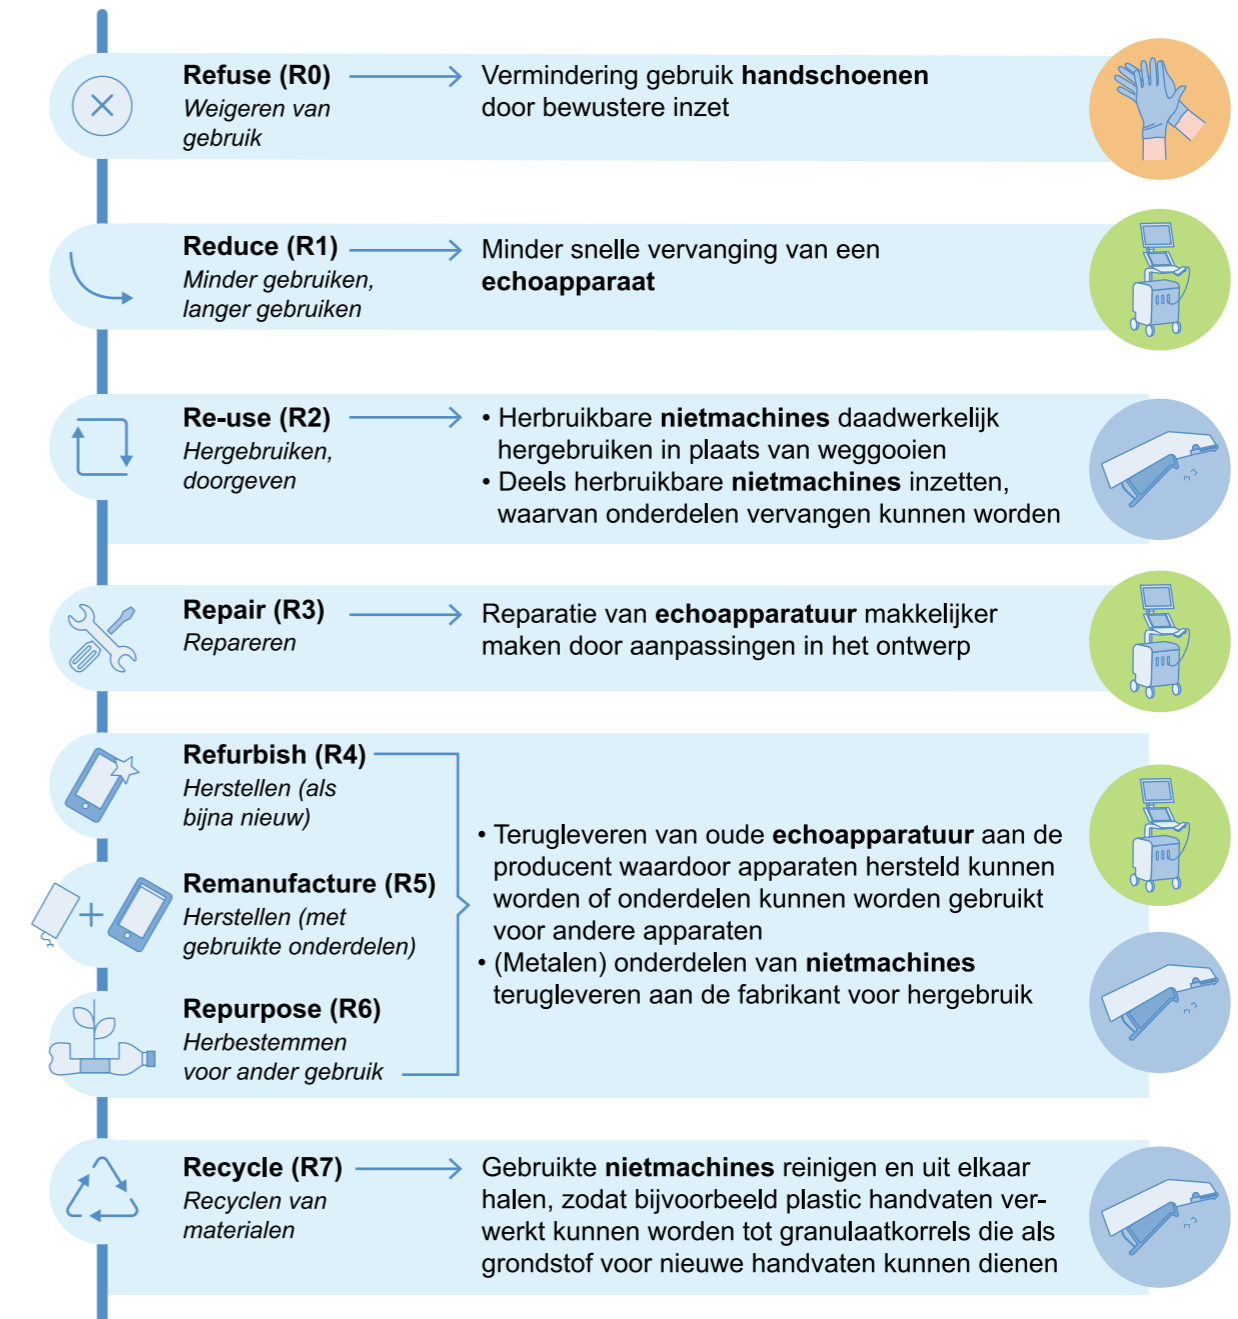 Refuse (R0)
Weigeren van
gebruik
Vermindering gebruik handschoenen
door bewustere inzet
Reduce (R1)
Minder gebruiken,
langer gebruiken
Minder snelle vervanging van een
echoapparaat
Re-use (R2)
Hergebruiken,
doorgeven
• Herbruikbare nietmachines daadwerkelijk
hergebruiken in plaats van weggooien
• Deels herbruikbare nietmachines inzetten,
waarvan onderdelen vervangen kunnen worden
Repair (R3)
Repareren
Reparatie van echoapparatuur makkelijker
maken door aanpassingen in het ontwerp
Refurbish (R4)
Herstellen (als
bijna nieuw)
Remanufacture (R5)
Herstellen (met
gebruikte onderdelen)
Repurpose (R6)
Herbestemmen
voor ander gebruik
• Terugleveren van oude echoapparatuur aan de
producent waardoor apparaten hersteld kunnen
worden of onderdelen kunnen worden gebruikt
voor andere apparaten
• (Metalen) onderdelen van nietmachines
terugleveren aan de fabrikant voor hergebruik
Recycle (R7)
Recyclen van
materialen
Gebruikte nietmachines reinigen en uit elkaar
halen, zodat bijvoorbeeld plastic handvaten ver-
werkt kunnen worden tot granulaatkorrels die als
grondstof voor nieuwe handvaten kunnen dienen